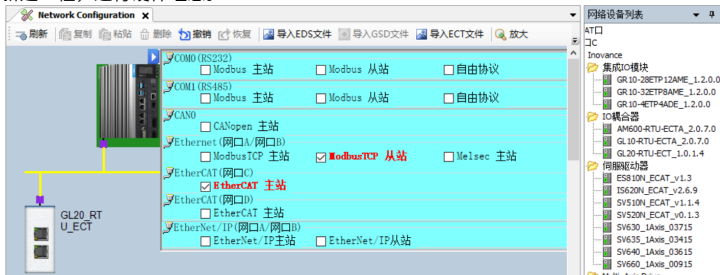 Network Configuration
刷新 复制 粘贴 删除 撤销 恢复 导入EDS文件 导入GSD文件 导入ECT文件 放大
COM0(RS232)
Modbus 主站 Modbus 从站 自由协议
COM1(RS485)
Modbus 主站 Modbus 从站 自由协议
CAN0
CANopen 主站
Ethernet(网口A/网口B)
ModbusTCP 主站 ModbusTCP 从站 Melsec 主站
EtherCAT(网口C)
EtherCAT 主站
EtherCAT(网口D)
EtherCAT 主站
EtherNet/IP(网口A/网口B)
EtherNet/IP主站 EtherNet/IP从站
GL20_RT
U_ECT
网络设备列表
AT口
口C
Inovance
集成IO模块
GR10-28ETP12AME_1.2.0.0
GR10-32ETP8AME_1.2.0.0
GR10-4ETP4ADE_1.2.0.0
IO耦合器
AM600-RTU-ECTA_2.0.7.0
GL10-RTU-ECTA_2.0.7.0
GL20-RTU-ECT_1.0.1.4
伺服驱动器
ES810N_ECAT_v1.3
IS620N_ECAT_v2.6.9
SV510N_ECAT_v1.1.4
SV520N_ECAT_v0.1.3
SV630_1Axis_03715
SV635_1Axis_03415
SV640_1Axis_03615
SV660_1Axis_00915